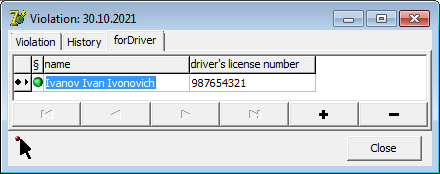 Violation: 30.10.2021
Violation History forDriver
§ name driver's license number
Ivanov Ivan Ivonovich 987654321
Close